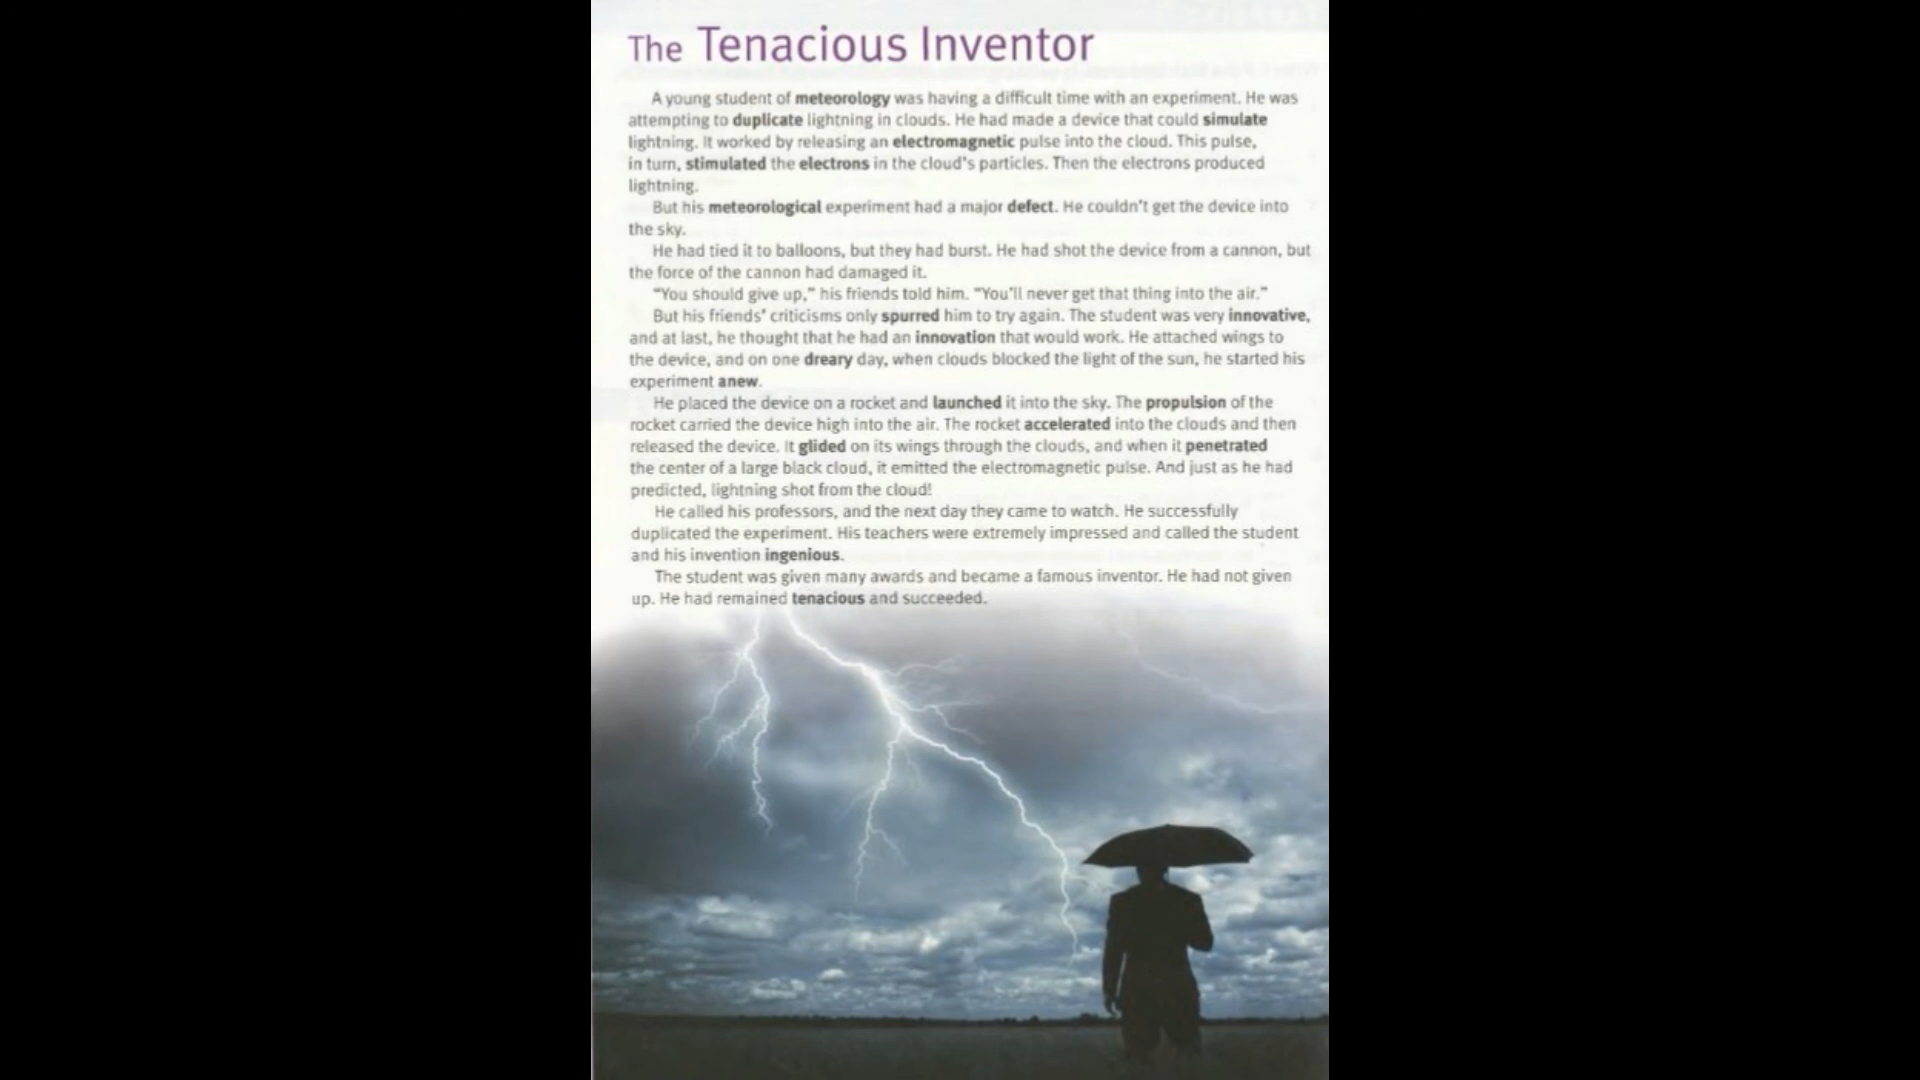 The Tenacious Inventor
A young student of meteorology was having a difficult time with an experiment. He was
attempting to duplicate lightning in clouds. He had made a device that could simulate
lightning. It worked by releasing an electromagnetic pulse into the cloud. This pulse,
in turn, stimulated the electrons in the cloud's particles. Then the electrons produced
lightning.
But his meteorological experiment had a major defect. He couldn't get the device into
the sky.
He had tied it to balloons, but they had burst. He had shot the device from a cannon, but
the force of the cannon had damaged it.
"You should give up," his friends told him. "You'll never get that thing into the air."
But his friends' criticisms only spurred him to try again. The student was very innovative,
and at last, he thought that he had an innovation that would work. He attached wings to
the device, and on one dreary day, when clouds blocked the light of the sun, he started his
experiment anew.
He placed the device on a rocket and launched it into the sky. The propulsion of the
rocket carried the device high into the air. The rocket accelerated into the clouds and then
released the device. It glided on its wings through the clouds, and when it penetrated
the center of a large black cloud, it emitted the electromagnetic pulse. And just as he had
predicted, lightning shot from the cloud!
He called his professors, and the next day they came to watch. He successfully
duplicated the experiment. His teachers were extremely impressed and called the student
and his invention ingenious.
The student was given many awards and became a famous inventor. He had not given
up. He had remained tenacious and succeeded.